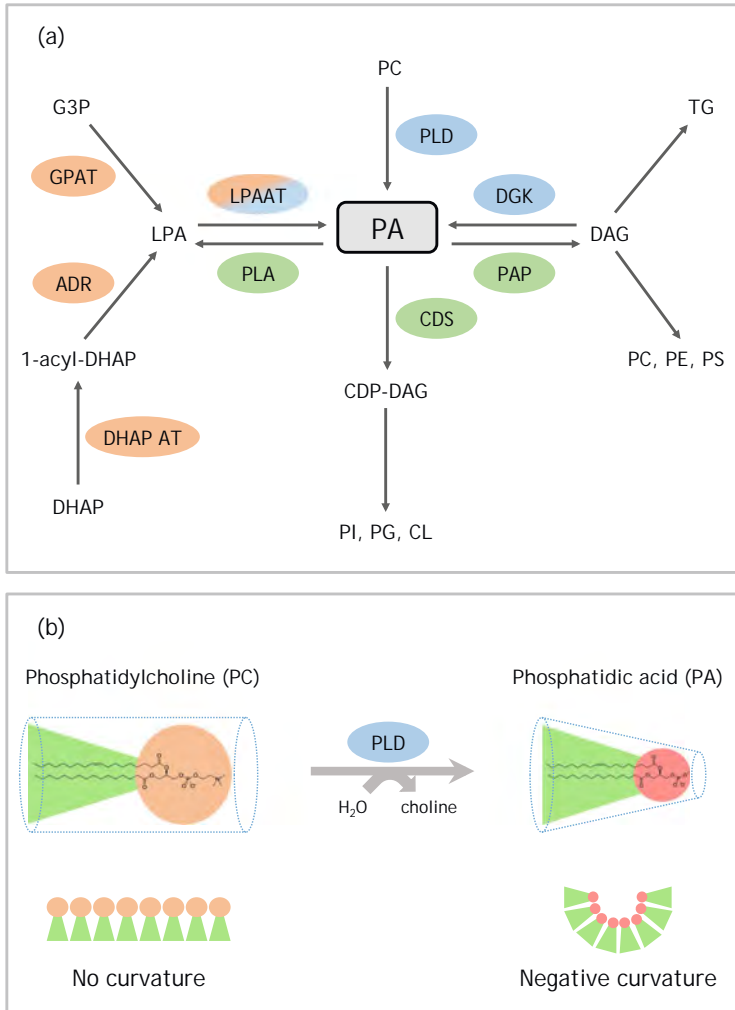 (a)
PC
G3P
TG
PLD
GPAT
LPAAT
DGK
LPA
PA
DAG
ADR
PLA
PAP
CDS
1-acyl-DHAP
PC, PE, PS
CDP-DAG
DHAP AT
DHAP
PI, PG, CL
(b)
Phosphatidylcholine (PC)
Phosphatidic acid (PA)
PLD
H₂O
choline
No curvature
Negative curvature